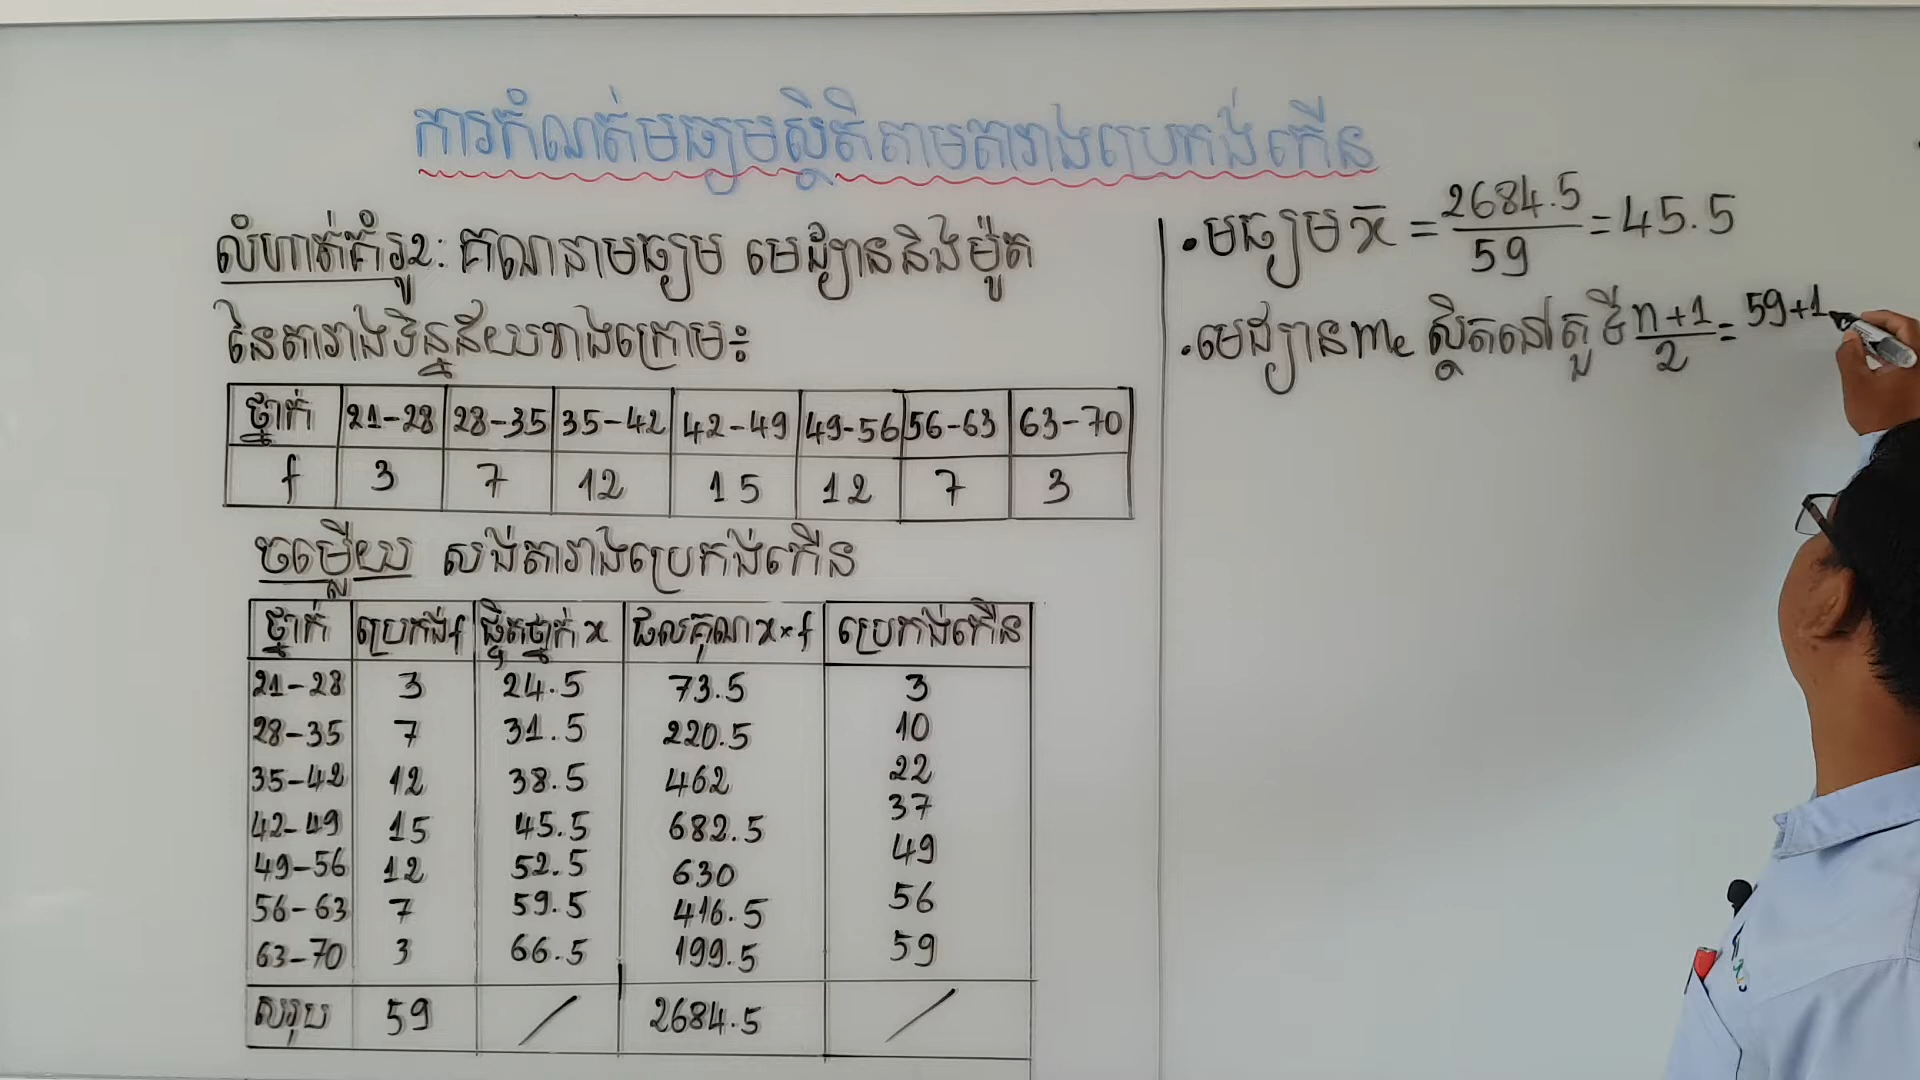 ការកំណត់មធ្យមស្ថិតិតាមតារាងប្រេកង់កើន
លំហាត់គំរូ2: គណនាមធ្យម មេដ្យាននិងម៉ូត
នៃតារាងទិន្នន័យខាងក្រោម៖
ថ្នាក់ 21-28 28-35 35-42 42-49 49-56 56-63 63-70
f 3 7 12 15 12 7 3
ចម្លើយ សង់តារាងប្រេកង់កើន
ថ្នាក់ ប្រេកង់f ផ្ចិតថ្នាក់ x ផលគុណ x×f ប្រេកង់កើន
21-28 3 24.5 73.5 3
28-35 7 31.5 220.5 10
35-42 12 38.5 462 22
42-49 15 45.5 682.5 37
49-56 12 52.5 630 49
56-63 7 59.5 416.5 56
63-70 3 66.5 199.5 59
សរុប 59 / 2684.5 /
• មធ្យម x̄ = 2684.5/59 = 45.5
• មេដ្យាន me ស្ថិតនៅតួទី n+1/2 = 59+1